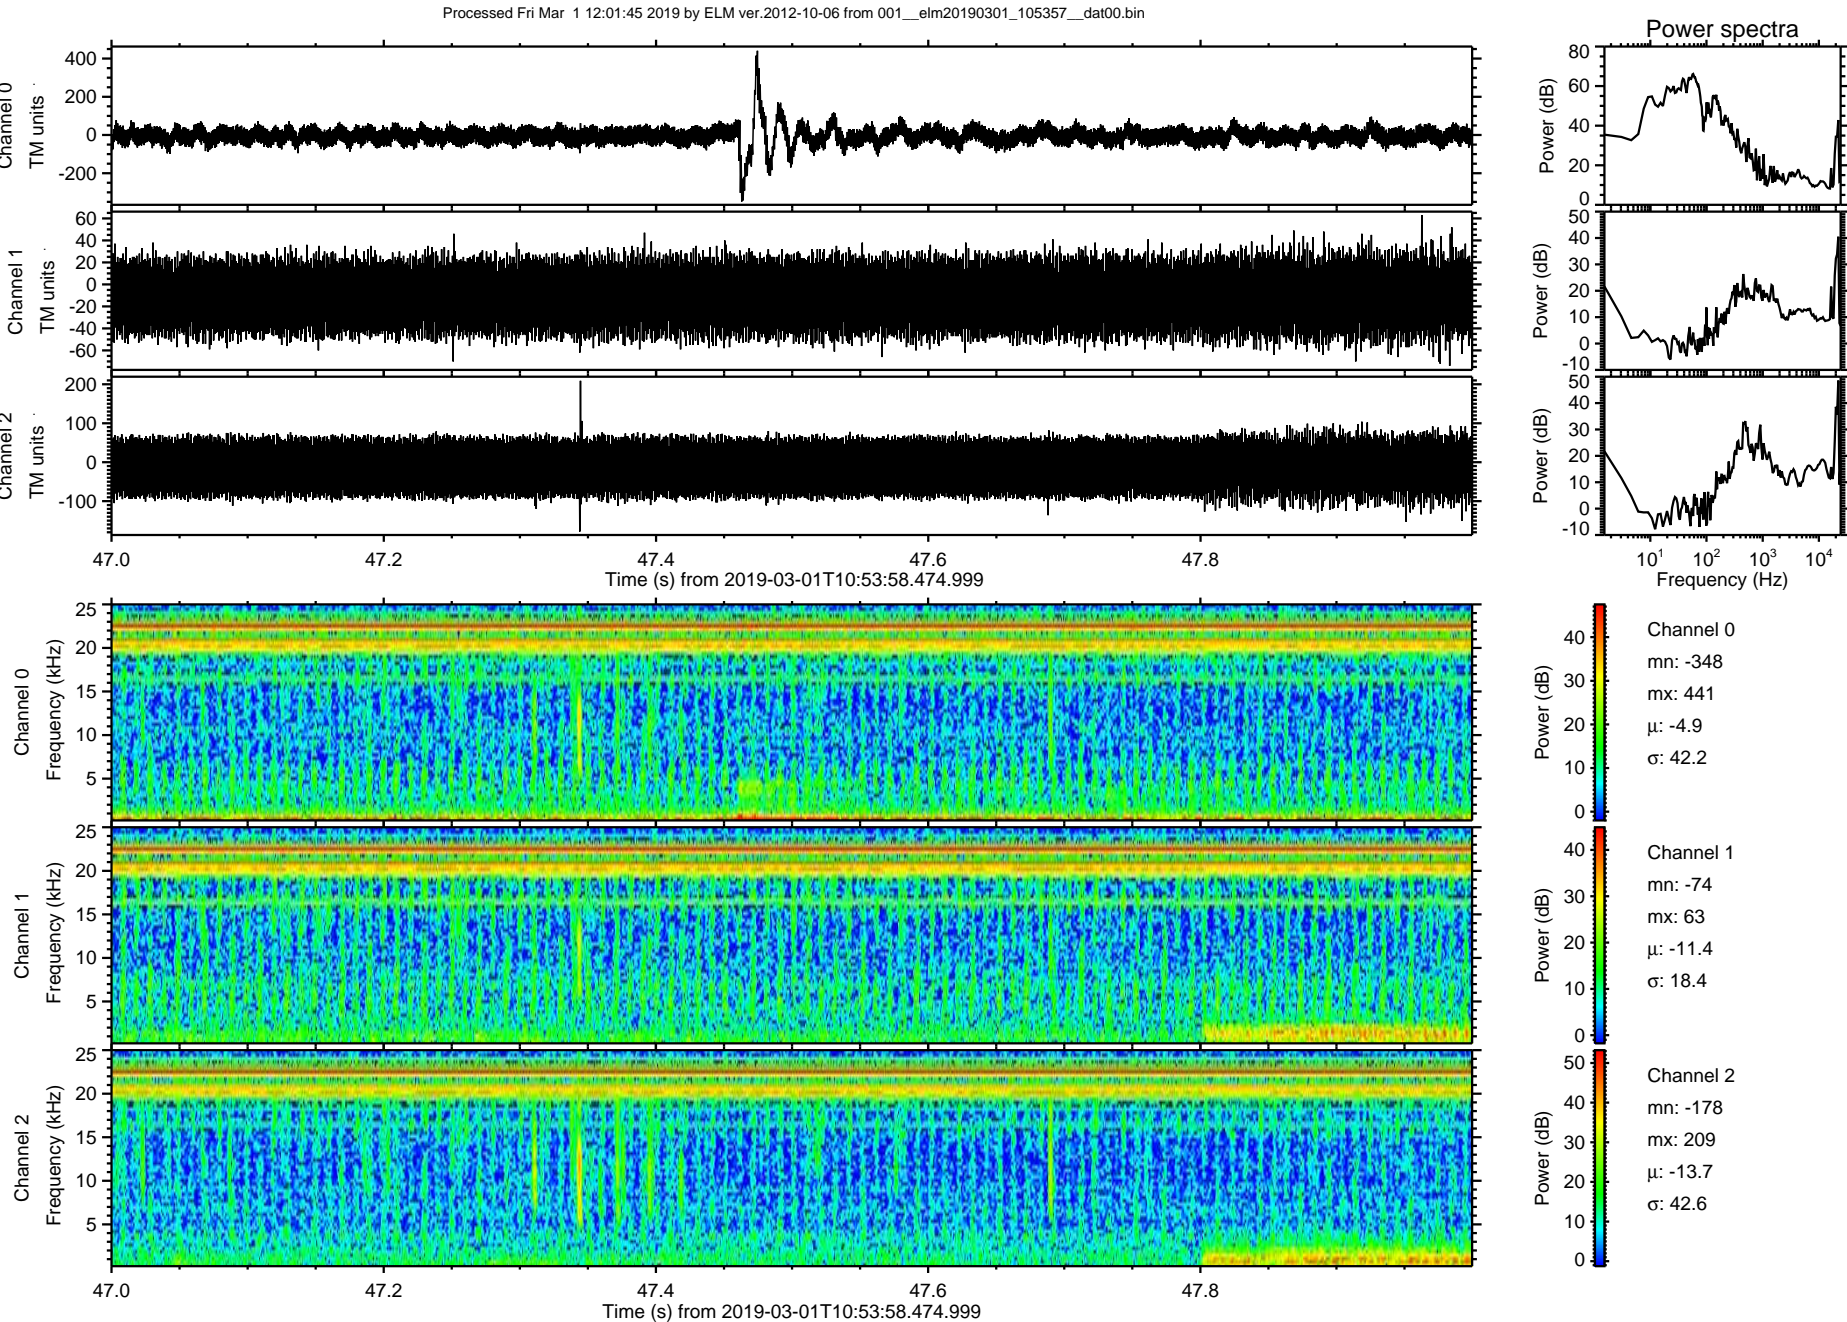 Processed Fri Mar  1 12:01:45 2019 by ELM ver.2012-10-06 from 001__elm20190301_105357__dat00.bin
Power spectra
Channel 0
TM units
400
200
0
-200
Power (dB)
80
60
40
20
0
Channel 1
TM units
60
40
20
0
-20
-40
-60
Power (dB)
50
40
30
20
10
0
-10
Channel 2
TM units
200
100
0
-100
Power (dB)
50
40
30
20
10
0
-10
47.0 47.2 47.4 47.6 47.8
Time (s) from 2019-03-01T10:53:58.474.999
10^1 10^2 10^3 10^4
Frequency (Hz)
Channel 0
Frequency (kHz)
25
20
15
10
5
Power (dB)
40
30
20
10
0
Channel 0
mn: -348
mx: 441
μ: -4.9
σ: 42.2
Channel 1
Frequency (kHz)
25
20
15
10
5
Power (dB)
40
30
20
10
0
Channel 1
mn: -74
mx: 63
μ: -11.4
σ: 18.4
Channel 2
Frequency (kHz)
25
20
15
10
5
Power (dB)
50
40
30
20
10
0
Channel 2
mn: -178
mx: 209
μ: -13.7
σ: 42.6
47.0 47.2 47.4 47.6 47.8
Time (s) from 2019-03-01T10:53:58.474.999